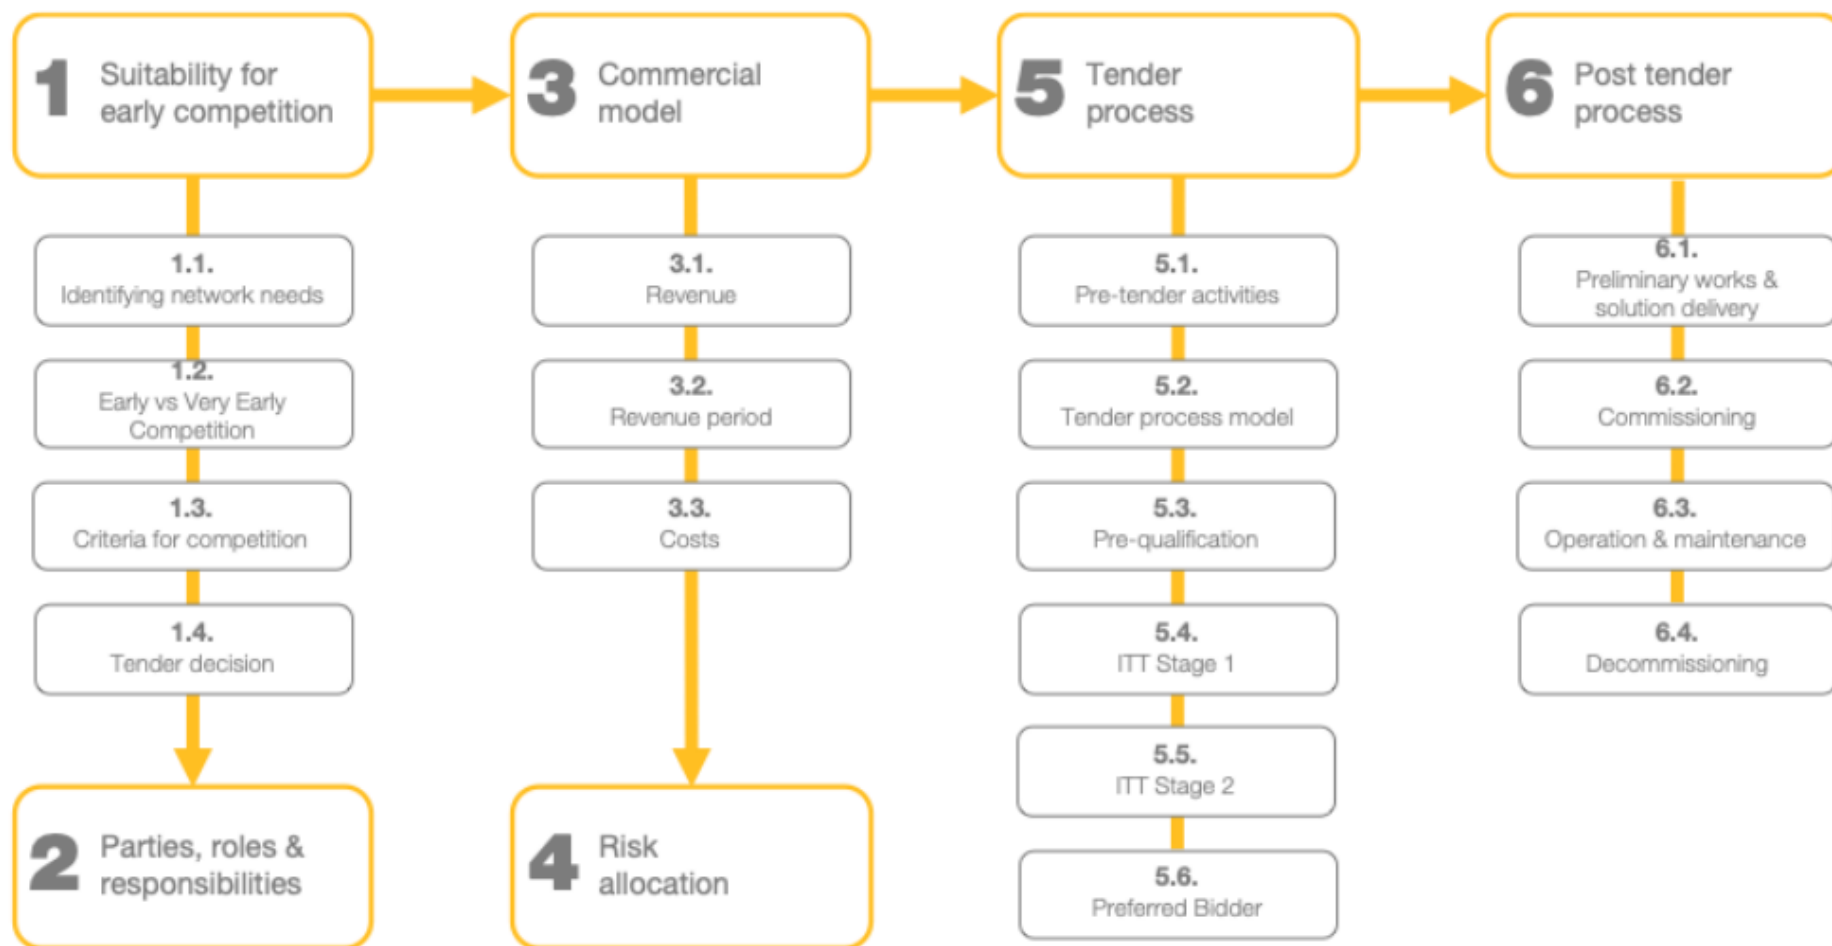 1 Suitability for
early competition
1.1.
Identifying network needs
1.2.
Early vs Very Early
Competition
1.3.
Criteria for competition
1.4.
Tender decision
2 Parties, roles &
responsibilities
3 Commercial
model
3.1.
Revenue
3.2.
Revenue period
3.3.
Costs
4 Risk
allocation
5 Tender
process
5.1.
Pre-tender activities
5.2.
Tender process model
5.3.
Pre-qualification
5.4.
ITT Stage 1
5.5.
ITT Stage 2
5.6.
Preferred Bidder
6 Post tender
process
6.1.
Preliminary works &
solution delivery
6.2.
Commissioning
6.3.
Operation & maintenance
6.4.
Decommissioning